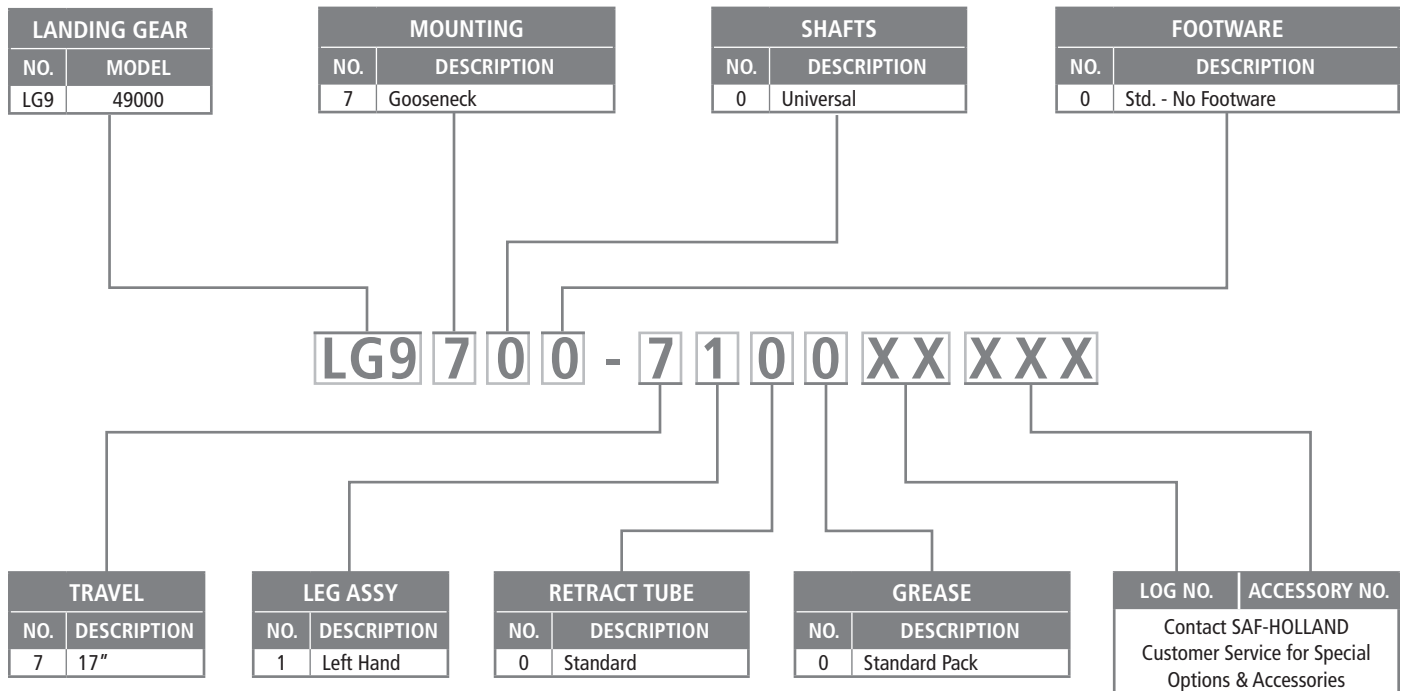 LANDING GEAR
NO. MODEL
LG9 49000
MOUNTING
NO. DESCRIPTION
7 Gooseneck
SHAFTS
NO. DESCRIPTION
0 Universal
FOOTWARE
NO. DESCRIPTION
0 Std. - No Footware
LG9 7 0 0 - 7 1 0 0 XX XXX
TRAVEL
NO. DESCRIPTION
7 17"
LEG ASSY
NO. DESCRIPTION
1 Left Hand
RETRACT TUBE
NO. DESCRIPTION
0 Standard
GREASE
NO. DESCRIPTION
0 Standard Pack
LOG NO. ACCESSORY NO.
Contact SAF-HOLLAND
Customer Service for Special
Options & Accessories